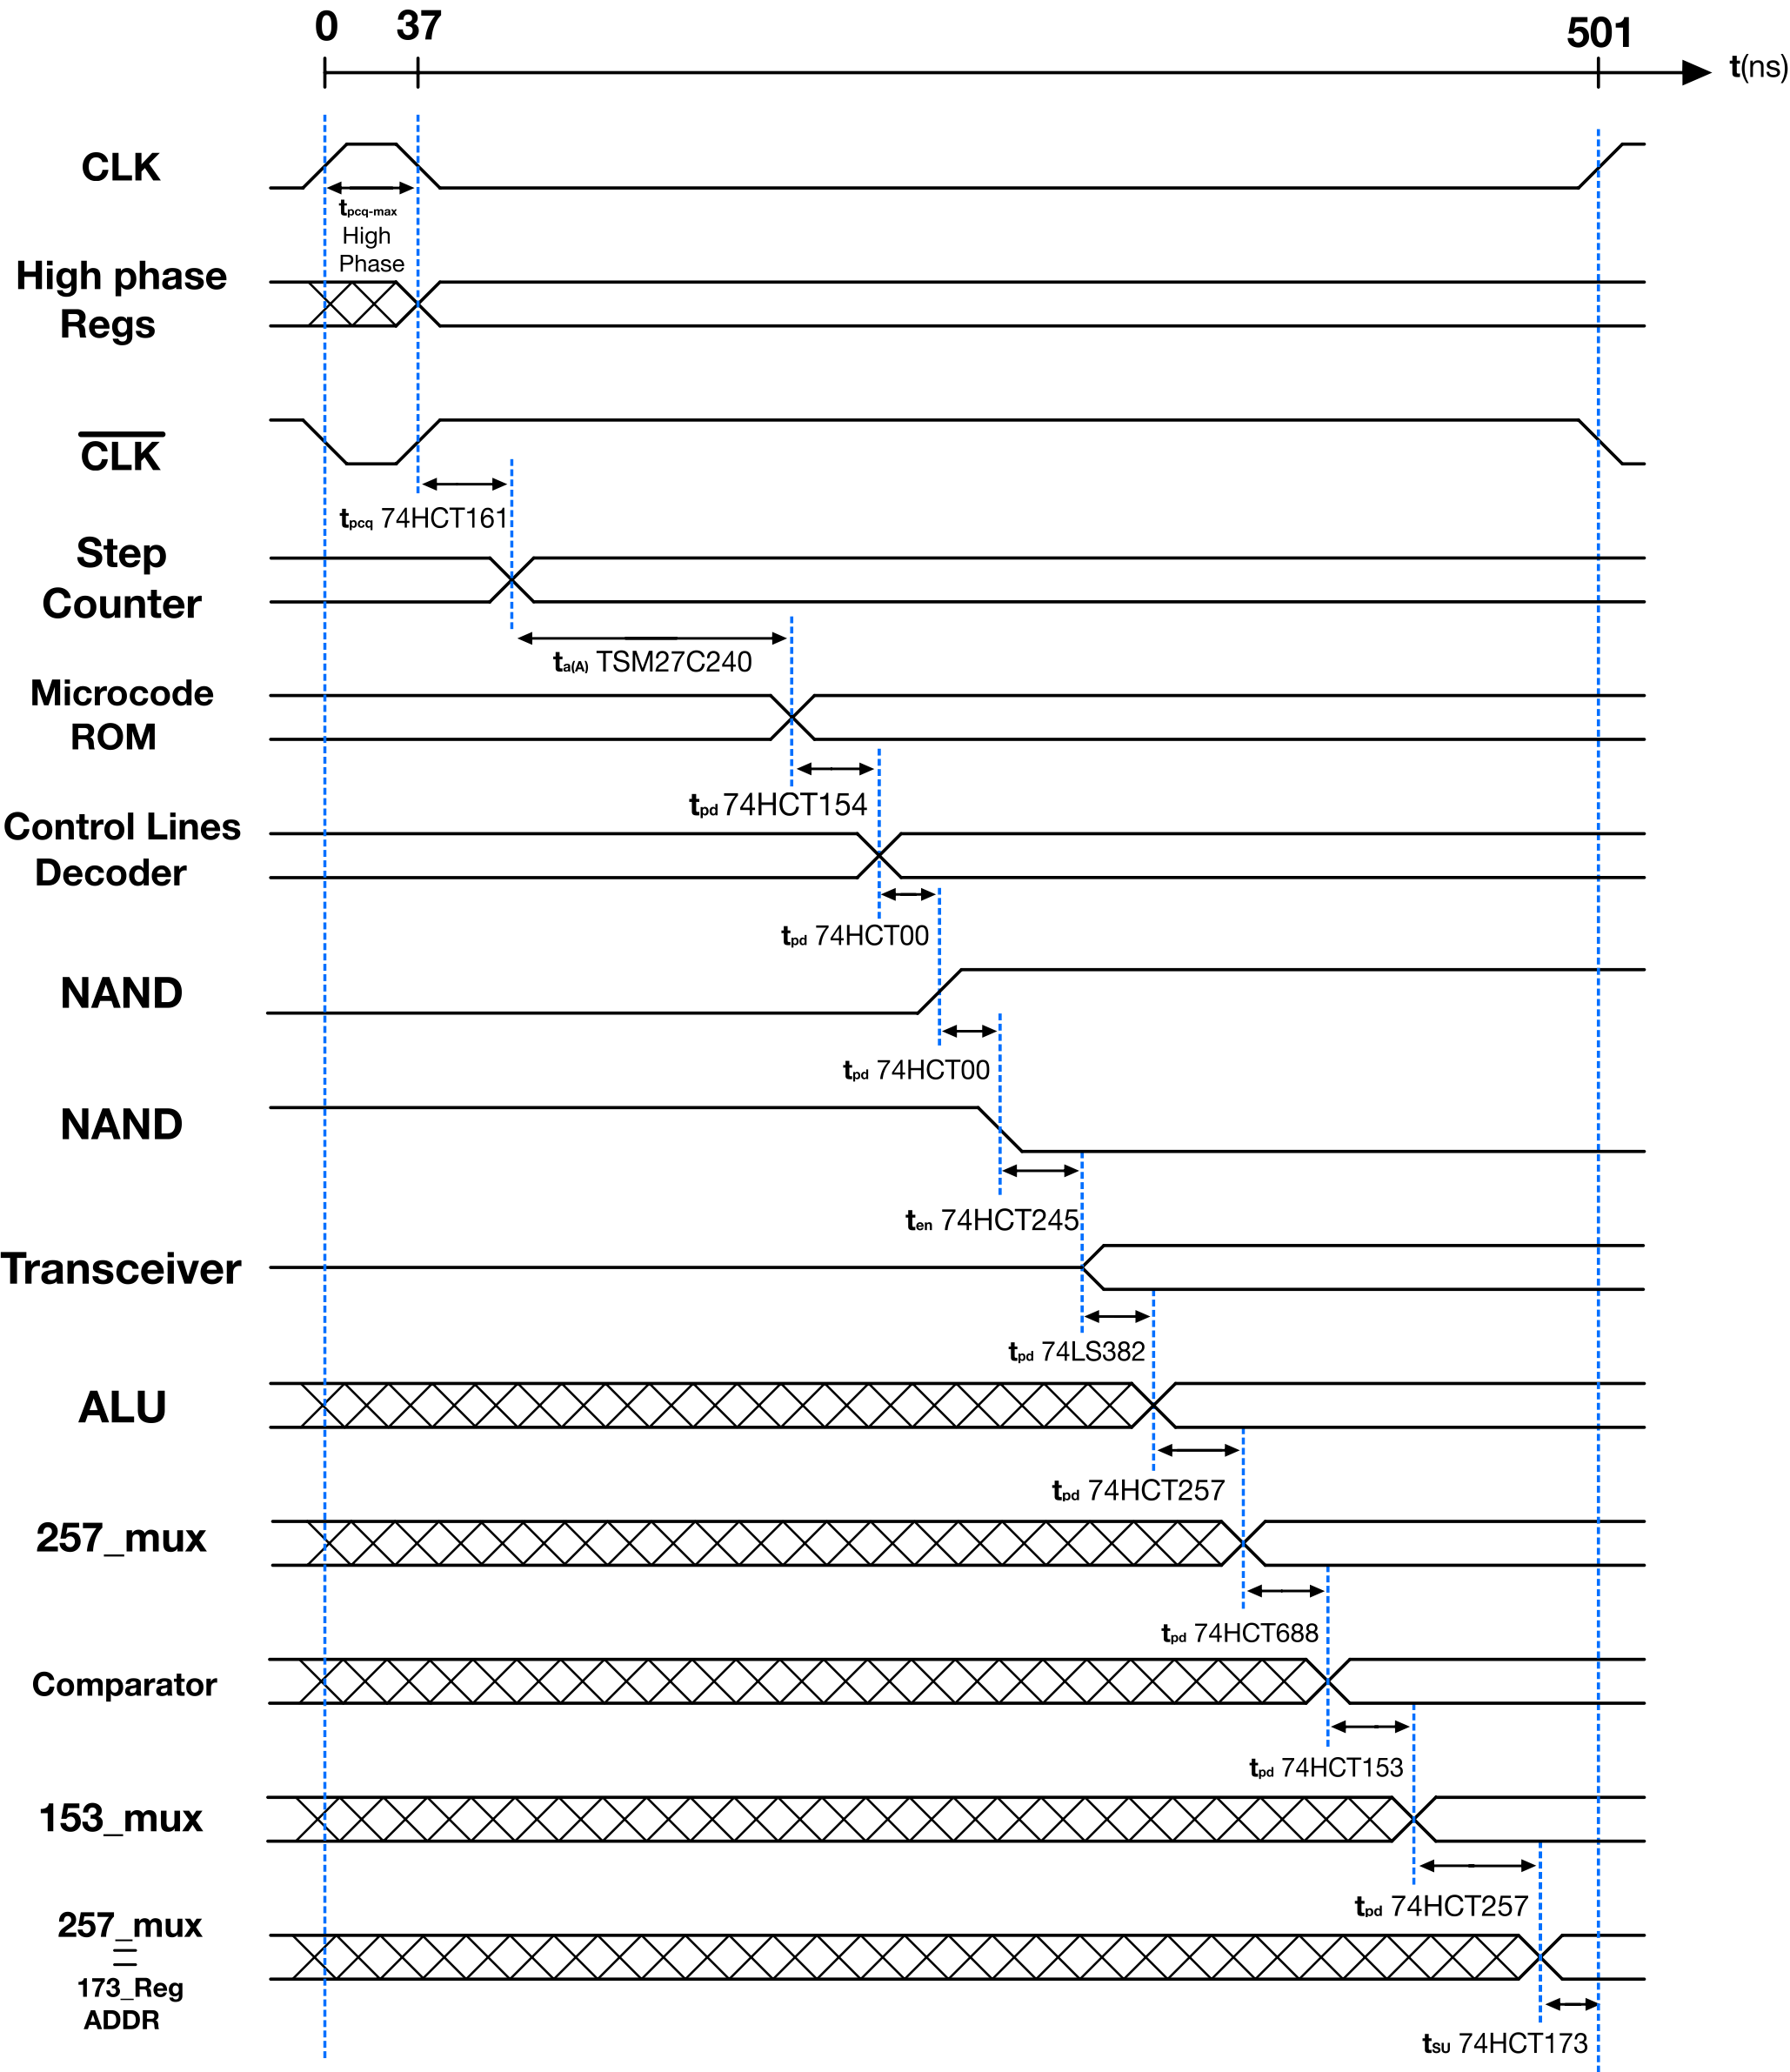 0 37 501
t(ns)
CLK
tpcq-max
High
Phase
High phase
Regs
CLK
tpcq 74HCT161
Step
Counter
ta(A) TSM27C240
Microcode
ROM
tpd 74HCT154
Control Lines
Decoder
tpd 74HCT00
NAND
tpd 74HCT00
NAND
ten 74HCT245
Transceiver
tpd 74LS382
ALU
tpd 74HCT257
257_mux
tpd 74HCT688
Comparator
tpd 74HCT153
153_mux
tpd 74HCT257
257_mux
=
173_Reg
ADDR
tSU 74HCT173